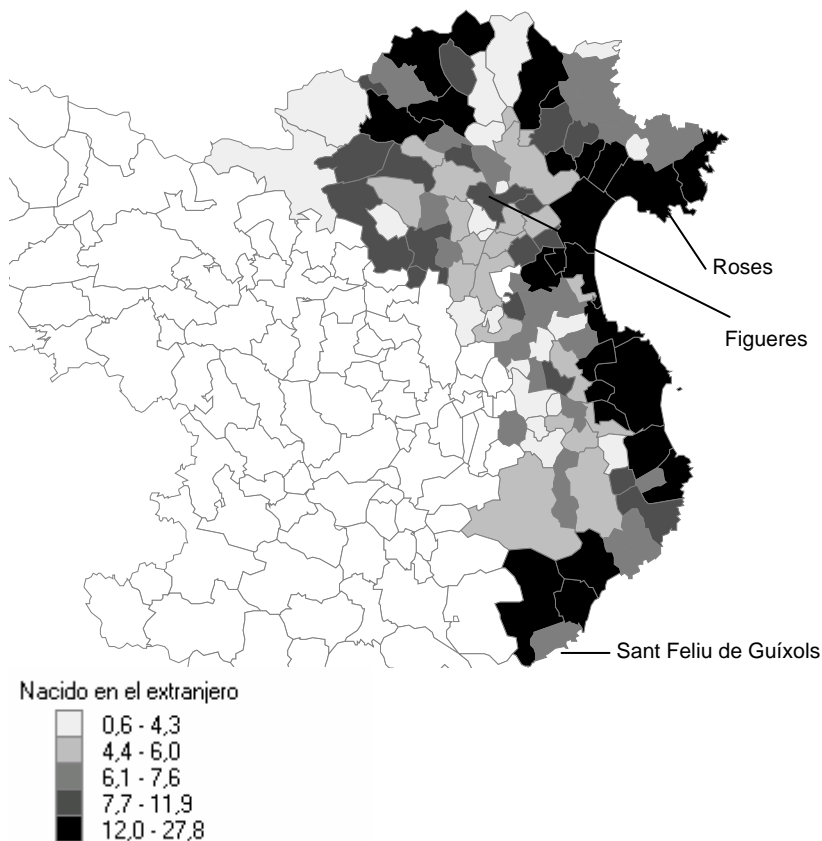 Roses
Figueres
Sant Feliu de Guíxols
Nacido en el extranjero
0,6 - 4,3
4,4 - 6,0
6,1 - 7,6
7,7 - 11,9
12,0 - 27,8